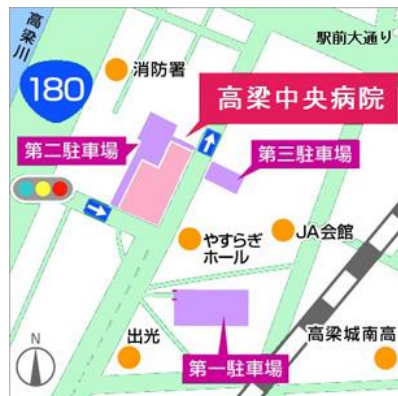 高梁川
駅前大通り
180
消防署
高梁中央病院
第二駐車場
第三駐車場
やすらぎ
ホール
JA会館
N
出光
第一駐車場
高梁城南高